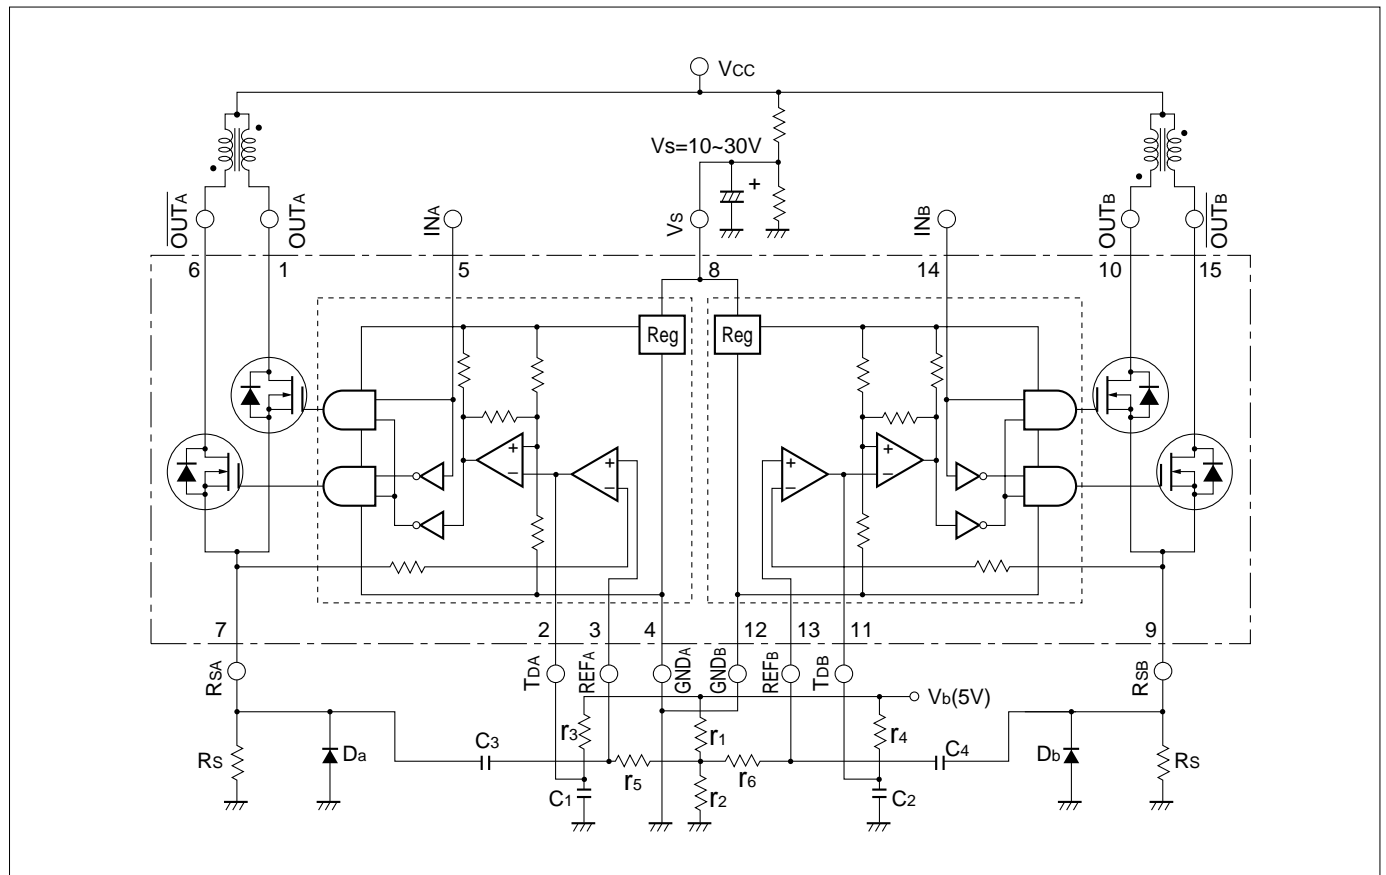 Vcc
Vs=10~30V
+
OUTA
OUTA
INA
Vs
INB
OUTB
OUTB
6
1
5
8
14
10
15
Reg
Reg
+
−
+
−
+
−
+
−
7
2
3
4
12
13
11
9
RSA
TDA
REFA
GNDA
GNDB
REFB
TDB
RSB
Vb(5V)
r3
r1
r4
C3
C4
Rs
Da
r5
r6
Db
Rs
C1
r2
C2